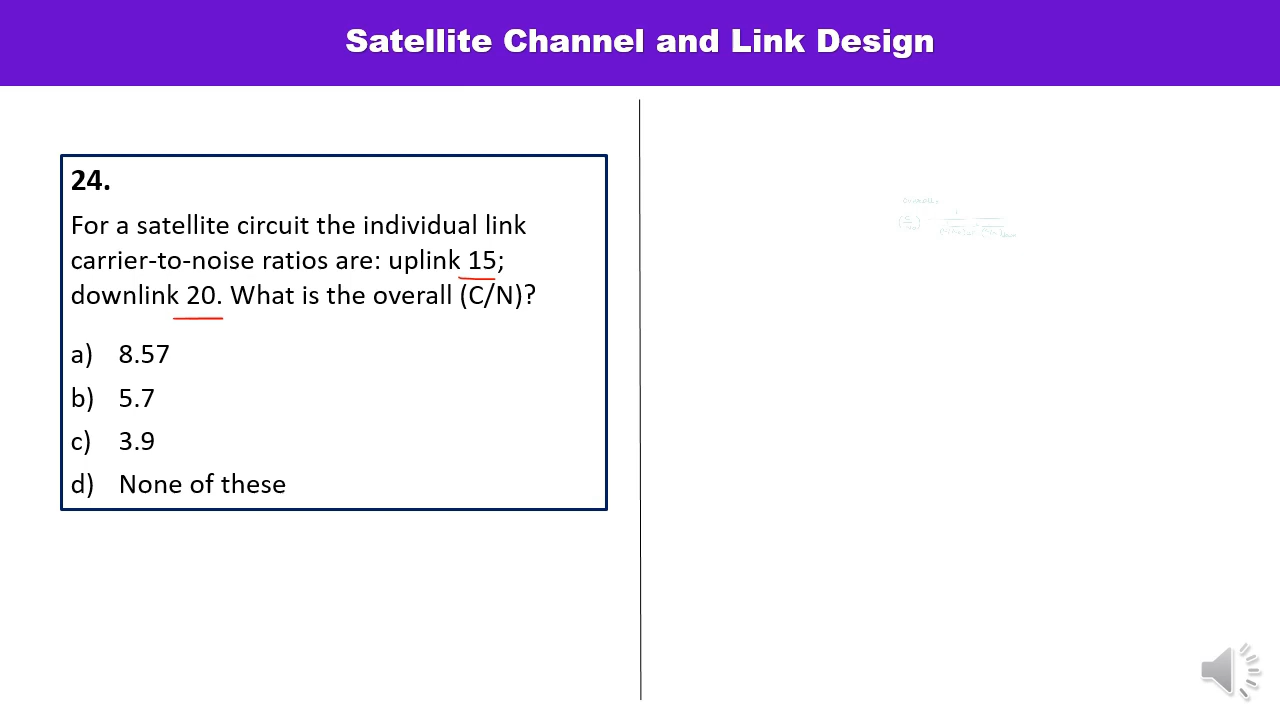 Satellite Channel and Link Design
24.
For a satellite circuit the individual link
carrier-to-noise ratios are: uplink 15;
downlink 20. What is the overall (C/N)?
a) 8.57
b) 5.7
c) 3.9
d) None of these